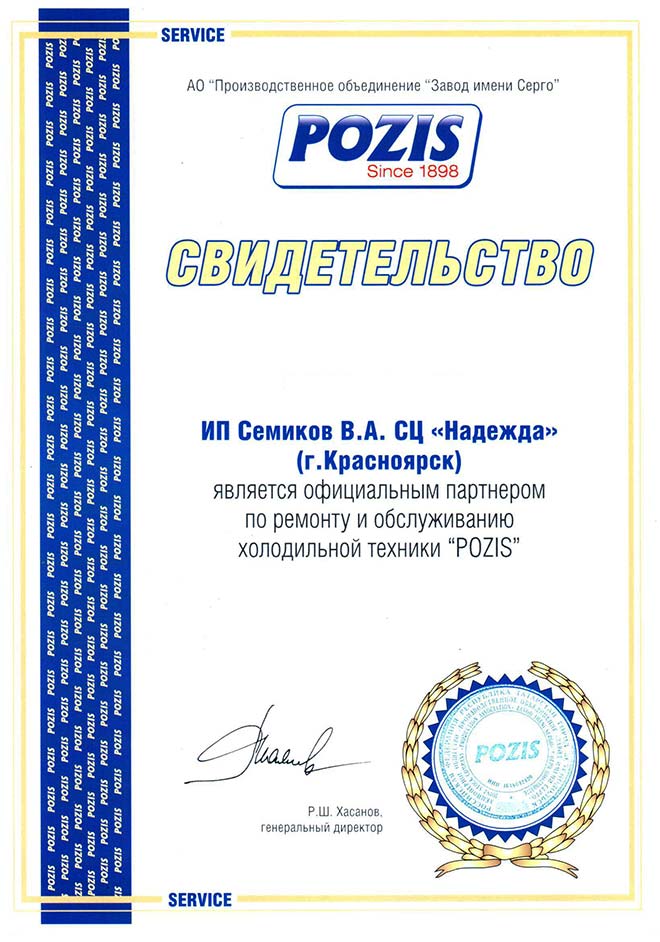 SERVICE
АО "Производственное объединение "Завод имени Серго"
POZIS
Since 1898
СВИДЕТЕЛЬСТВО
ИП Семиков В.А. СЦ «Надежда»
(г.Красноярск)
является официальным партнером
по ремонту и обслуживанию
холодильной техники "POZIS"
POZIS
Р.Ш. Хасанов,
генеральный директор
SERVICE